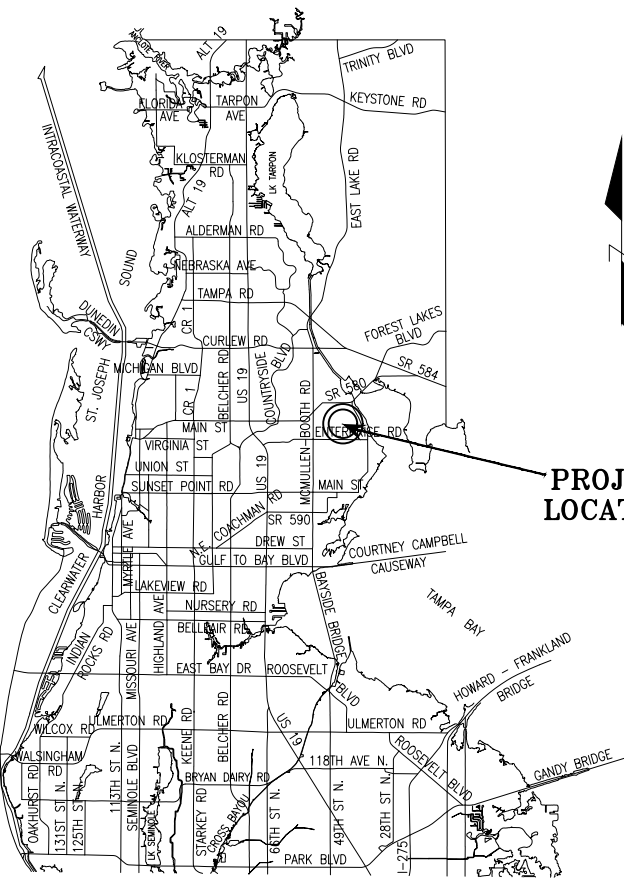 ANCLOTE RIVER
ALT 19
TRINITY BLVD
FLORIDA
AVE
TARPON
AVE
KEYSTONE RD
KLOSTERMAN
RD
LK TARPON
EAST LAKE RD
INTRACOASTAL WATERWAY
ALT 19
ALDERMAN RD
SOUND
NEBRASKA AVE
TAMPA RD
DUNEDIN
CSWY
CR 1
FOREST LAKES
BLVD
CURLEW RD
ST. JOSEPH
MICHIGAN BLVD
BELCHER RD
US 19
COUNTRYSIDE
BLVD
SR 584
CR 1
SR 580
MCMULLEN-BOOTH RD
MAIN ST
ENTERPRISE RD
VIRGINIA ST
UNION ST
US 19
SUNSET POINT RD
MAIN ST
PROJ
LOCAT
HARBOR
N.E. COACHMAN RD
SR 590
MYRTLE AVE
DREW ST
GULF TO BAY BLVD
COURTNEY CAMPBELL
CAUSEWAY
CLEARWATER
LAKEVIEW RD
BAYSIDE BRIDGE
TAMPA BAY
HIGHLAND AVE
NURSERY RD
BELLEAIR RD
INDIAN
ROCKS RD
MISSOURI AVE
EAST BAY DR
ROOSEVELT
BLVD
HOWARD - FRANKLAND
BRIDGE
WILCOX RD
ULMERTON RD
KEENE RD
BELCHER RD
US 19
ULMERTON RD
WALSINGHAM
RD
118TH AVE N.
ROOSEVELT BLVD
GANDY BRIDGE
BRYAN DAIRY RD
OAKHURST RD
131ST ST N.
125TH ST N.
113TH ST N.
SEMINOLE BLVD
LK SEMINOLE
STARKEY RD
CROSS BAYOU
66TH ST N.
49TH ST N.
28TH ST N.
I-275
PARK BLVD